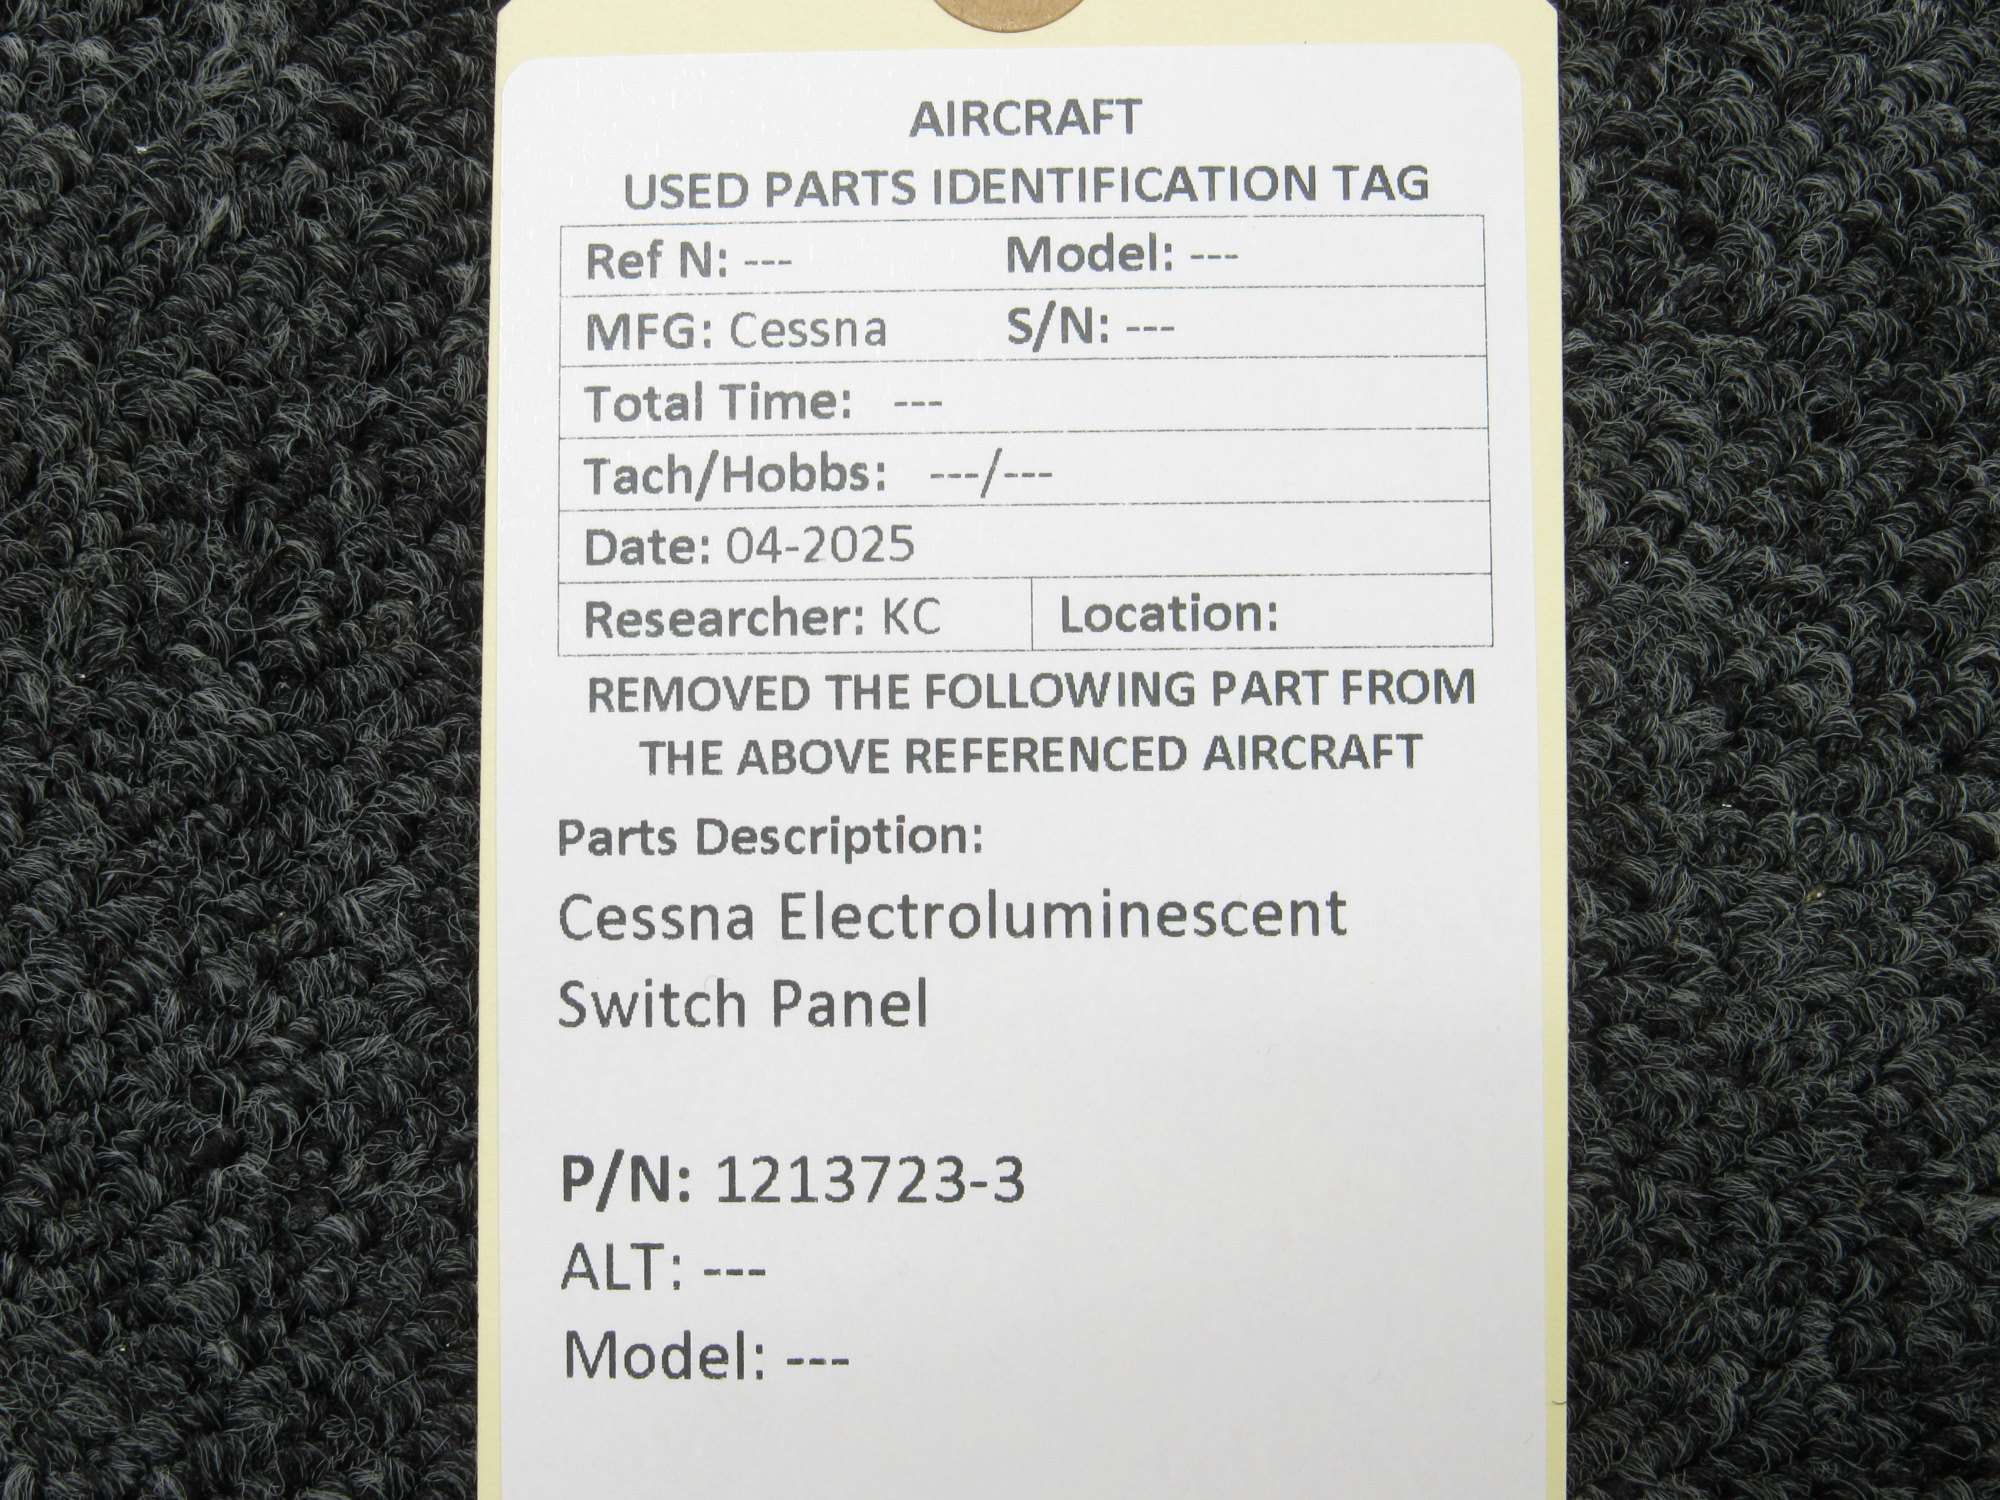 AIRCRAFT
USED PARTS IDENTIFICATION TAG
Ref N: --- Model: ---
MFG: Cessna S/N: ---
Total Time: ---
Tach/Hobbs: ---/---
Date: 04-2025
Researcher: KC Location:
REMOVED THE FOLLOWING PART FROM
THE ABOVE REFERENCED AIRCRAFT
Parts Description:
Cessna Electroluminescent
Switch Panel
P/N: 1213723-3
ALT: ---
Model: ---